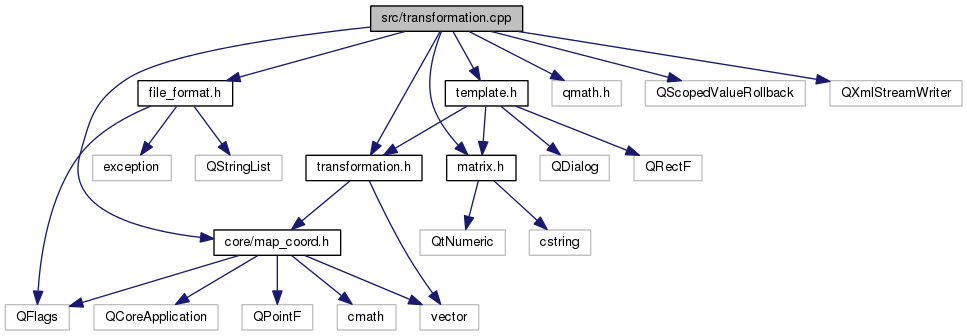 src/transformation.cpp
file_format.h
template.h
qmath.h
QScopedValueRollback
QXmlStreamWriter
exception
QStringList
transformation.h
matrix.h
QDialog
QRectF
core/map_coord.h
QtNumeric
cstring
QFlags
QCoreApplication
QPointF
cmath
vector